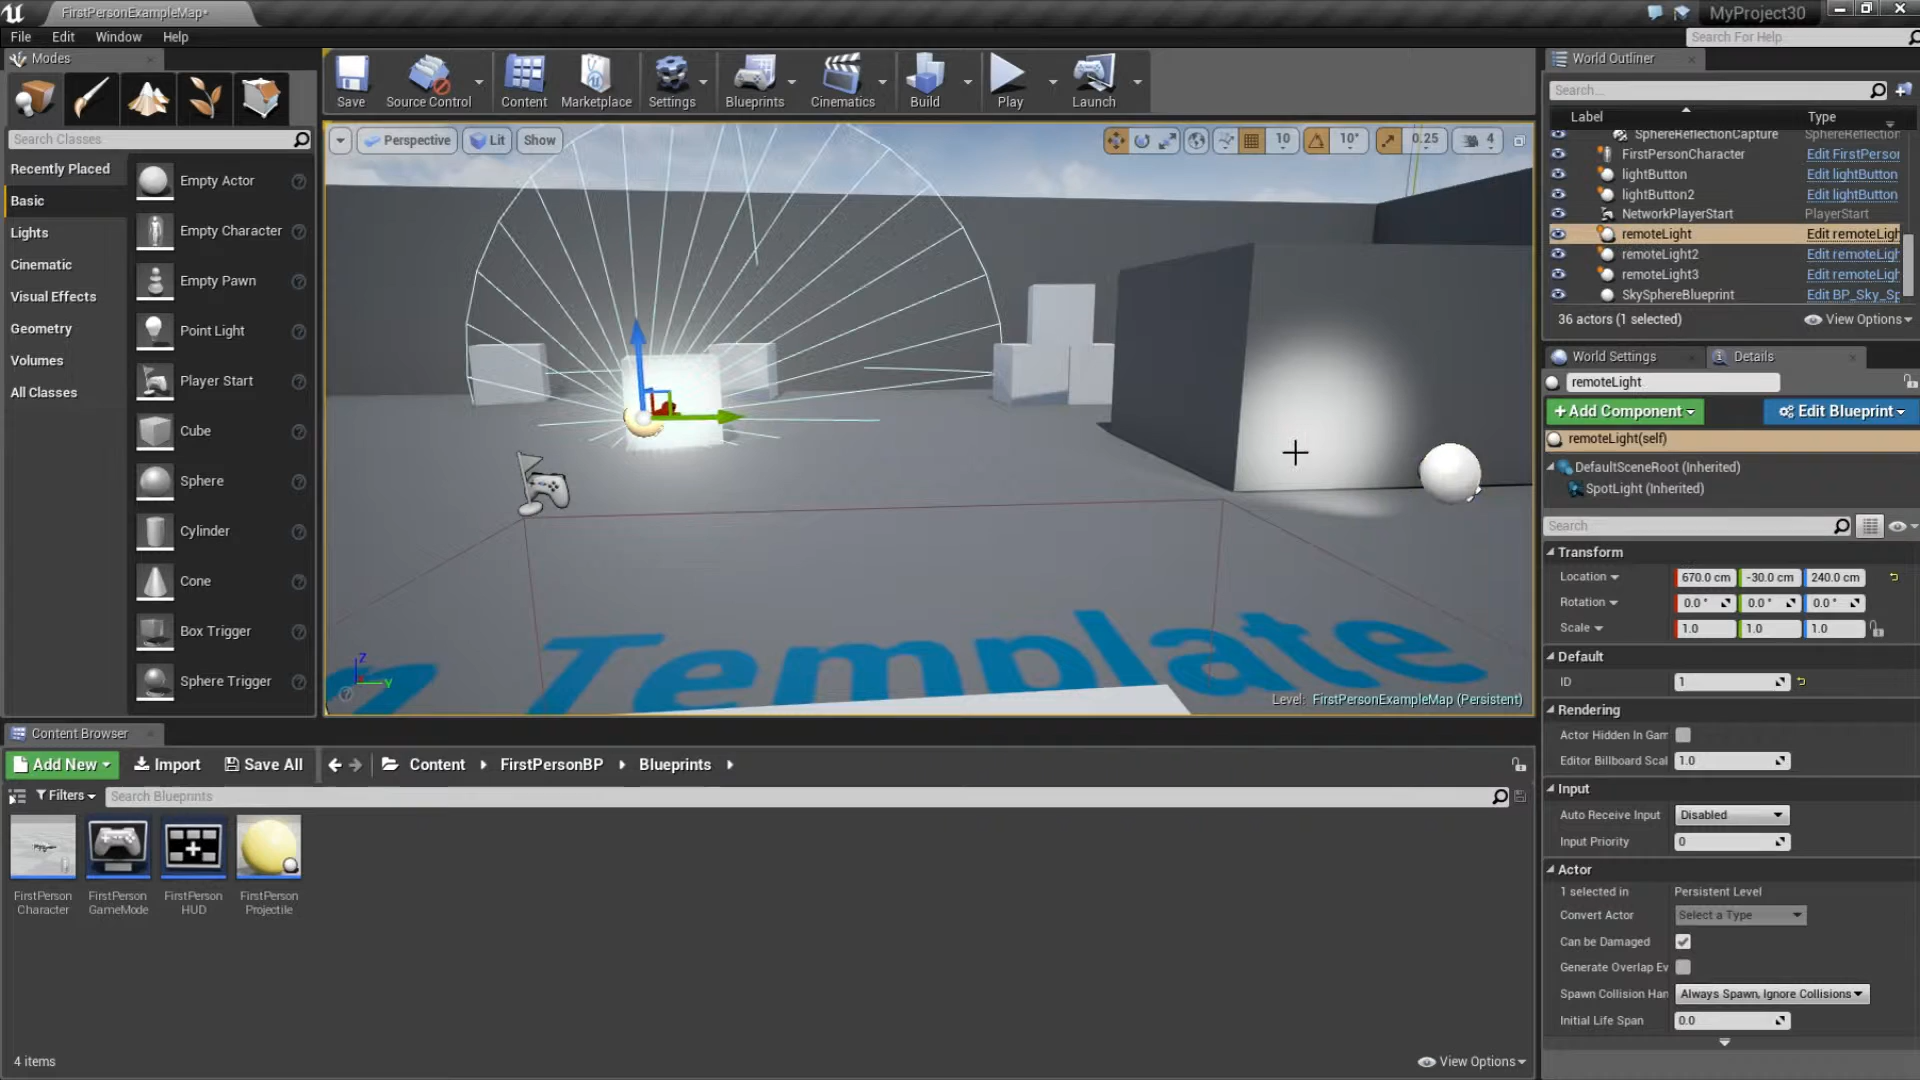 FirstPersonExampleMap*
MyProject30
File Edit Window Help
Search For Help
Modes
Search Classes
Recently Placed
Basic
Lights
Cinematic
Visual Effects
Geometry
Volumes
All Classes
Empty Actor
Empty Character
Empty Pawn
Point Light
Player Start
Cube
Sphere
Cylinder
Cone
Box Trigger
Sphere Trigger
Save
Source Control
Content
Marketplace
Settings
Blueprints
Cinematics
Build
Play
Launch
Perspective Lit Show
10 10° 0.25 4
n Template
Z
Y
Level: FirstPersonExampleMap (Persistent)
World Outliner
Search...
Label Type
SphereReflectionCapture SphereReflection
FirstPersonCharacter Edit FirstPerson
lightButton Edit lightButton
lightButton2 Edit lightButton
NetworkPlayerStart PlayerStart
remoteLight Edit remoteLigh
remoteLight2 Edit remoteLigh
remoteLight3 Edit remoteLigh
SkySphereBlueprint Edit BP_Sky_Sp
36 actors (1 selected) View Options
World Settings Details
remoteLight
+Add Component Edit Blueprint
remoteLight(self)
DefaultSceneRoot (Inherited)
SpotLight (Inherited)
Search
Transform
Location 670.0 cm -30.0 cm 240.0 cm
Rotation 0.0 ° 0.0 ° 0.0 °
Scale 1.0 1.0 1.0
Default
ID 1
Rendering
Actor Hidden In Gam
Editor Billboard Scal 1.0
Input
Auto Receive Input Disabled
Input Priority 0
Actor
1 selected in Persistent Level
Convert Actor Select a Type
Can be Damaged
Generate Overlap Ev
Spawn Collision Han Always Spawn, Ignore Collisions
Initial Life Span 0.0
Content Browser
Add New Import Save All Content FirstPersonBP Blueprints
Filters Search Blueprints
FirstPerson
Character
FirstPerson
GameMode
FirstPerson
HUD
FirstPerson
Projectile
4 items View Options